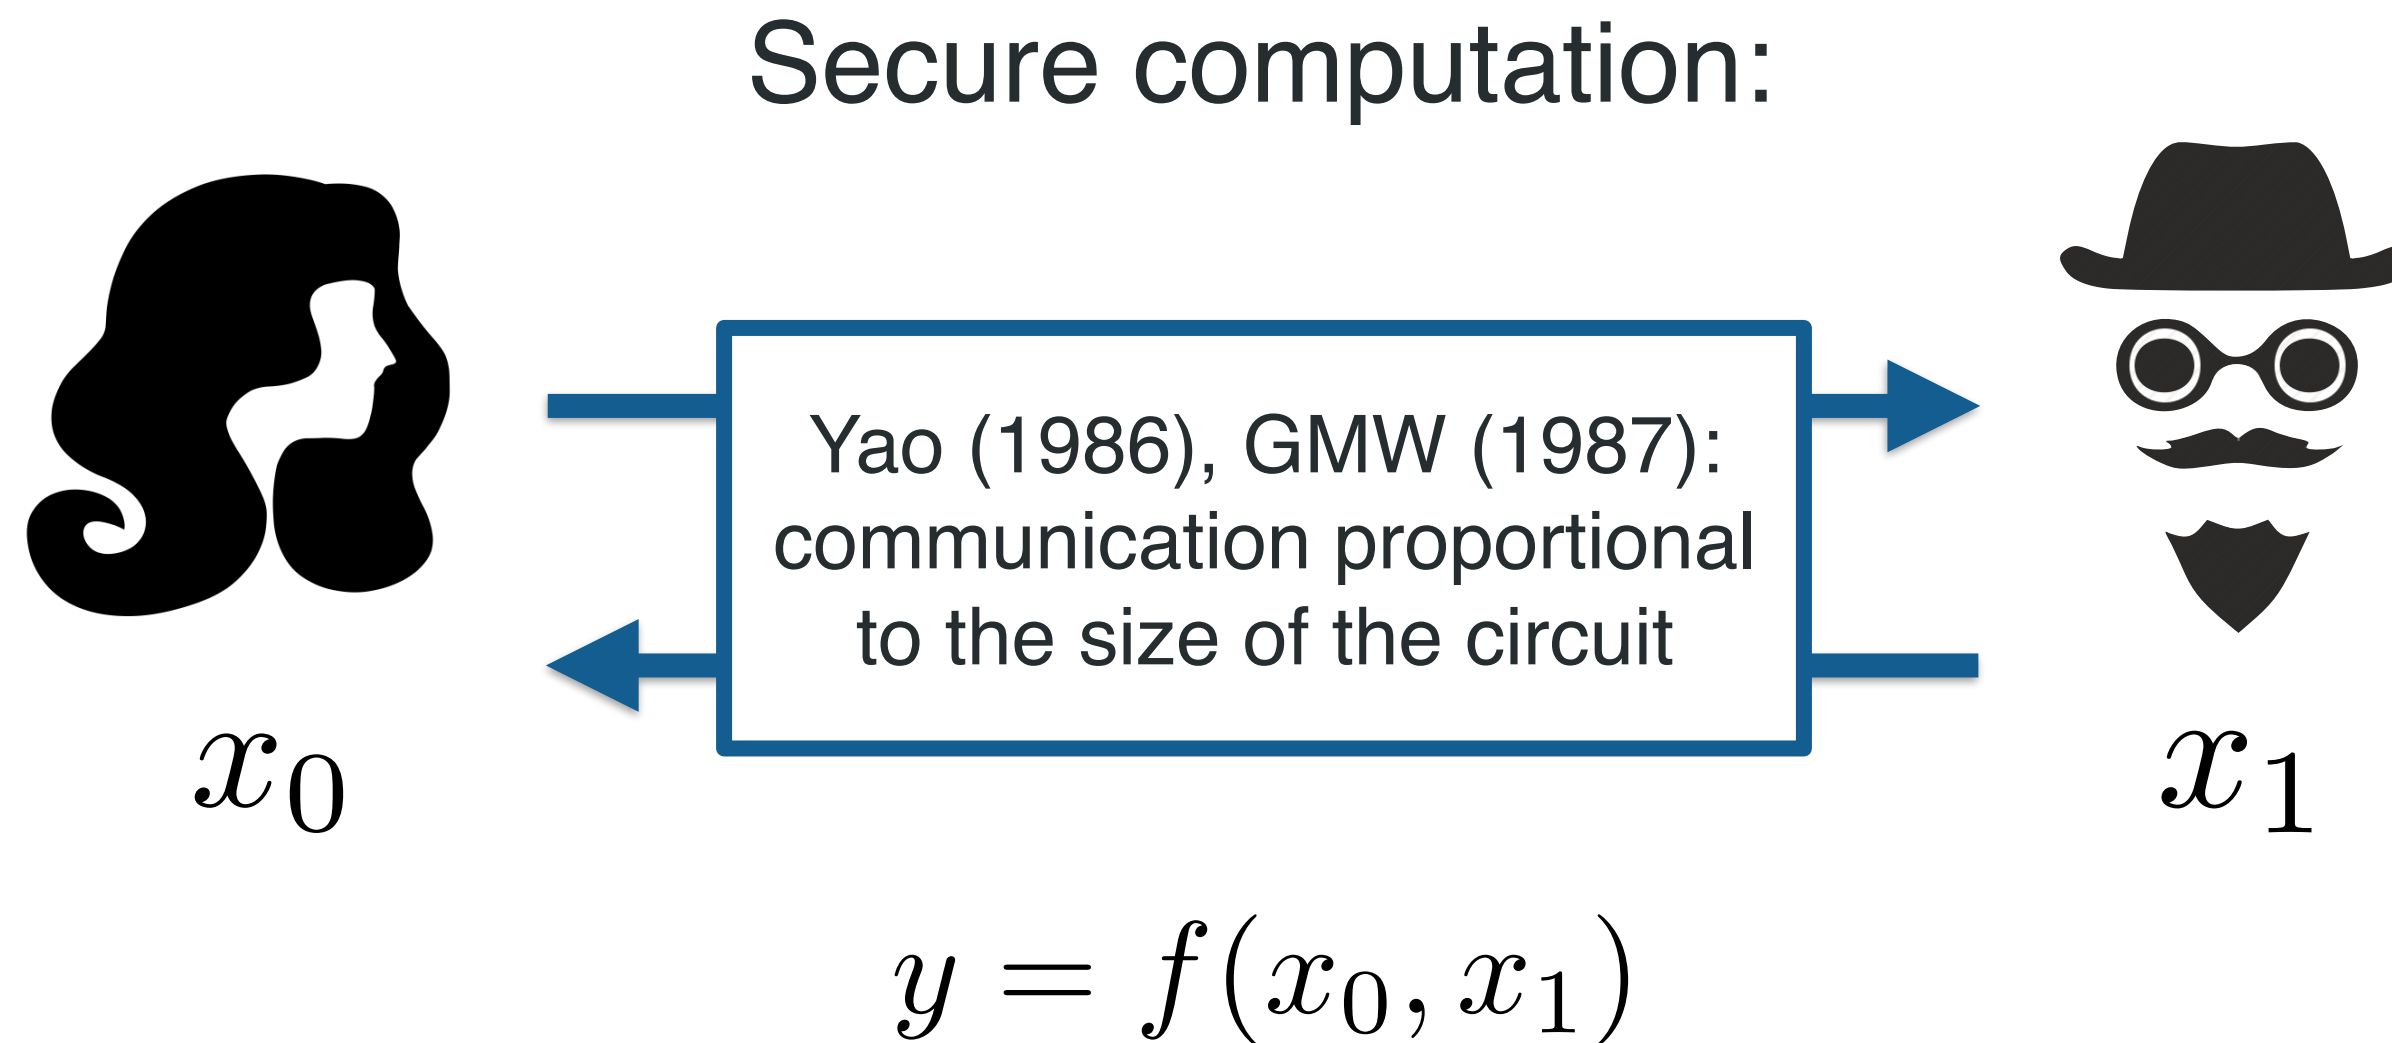 Secure computation:
Yao (1986), GMW (1987):
communication proportional
to the size of the circuit
x₀
x₁
y = f(x₀, x₁)